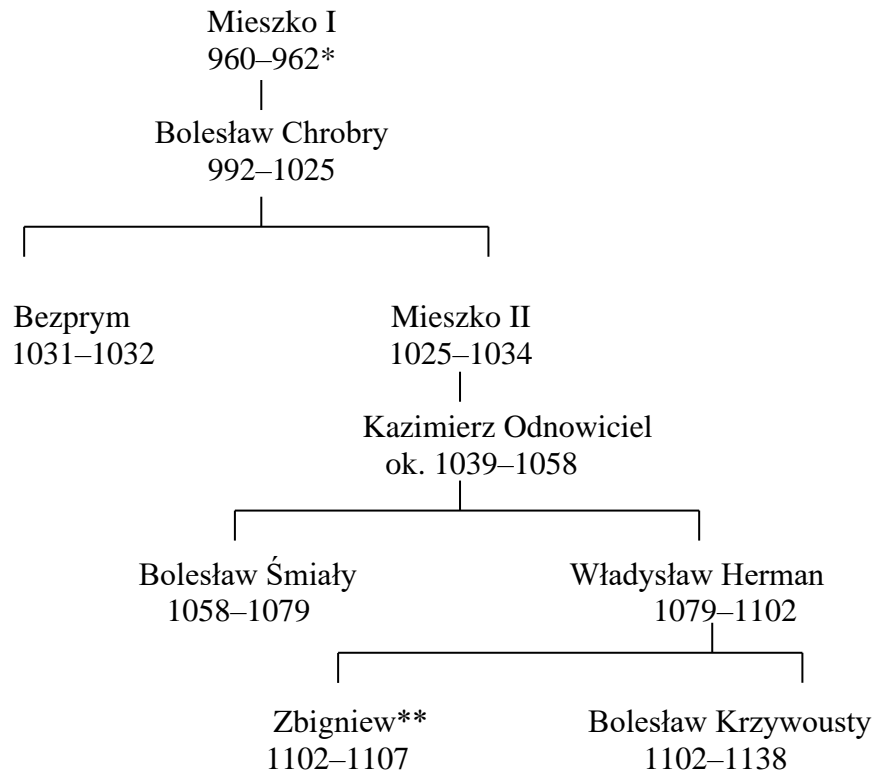 Mieszko I
960–962*
Bolesław Chrobry
992–1025
Bezprym
1031–1032
Mieszko II
1025–1034
Kazimierz Odnowiciel
ok. 1039–1058
Bolesław Śmiały
1058–1079
Władysław Herman
1079–1102
Zbigniew**
1102–1107
Bolesław Krzywousty
1102–1138